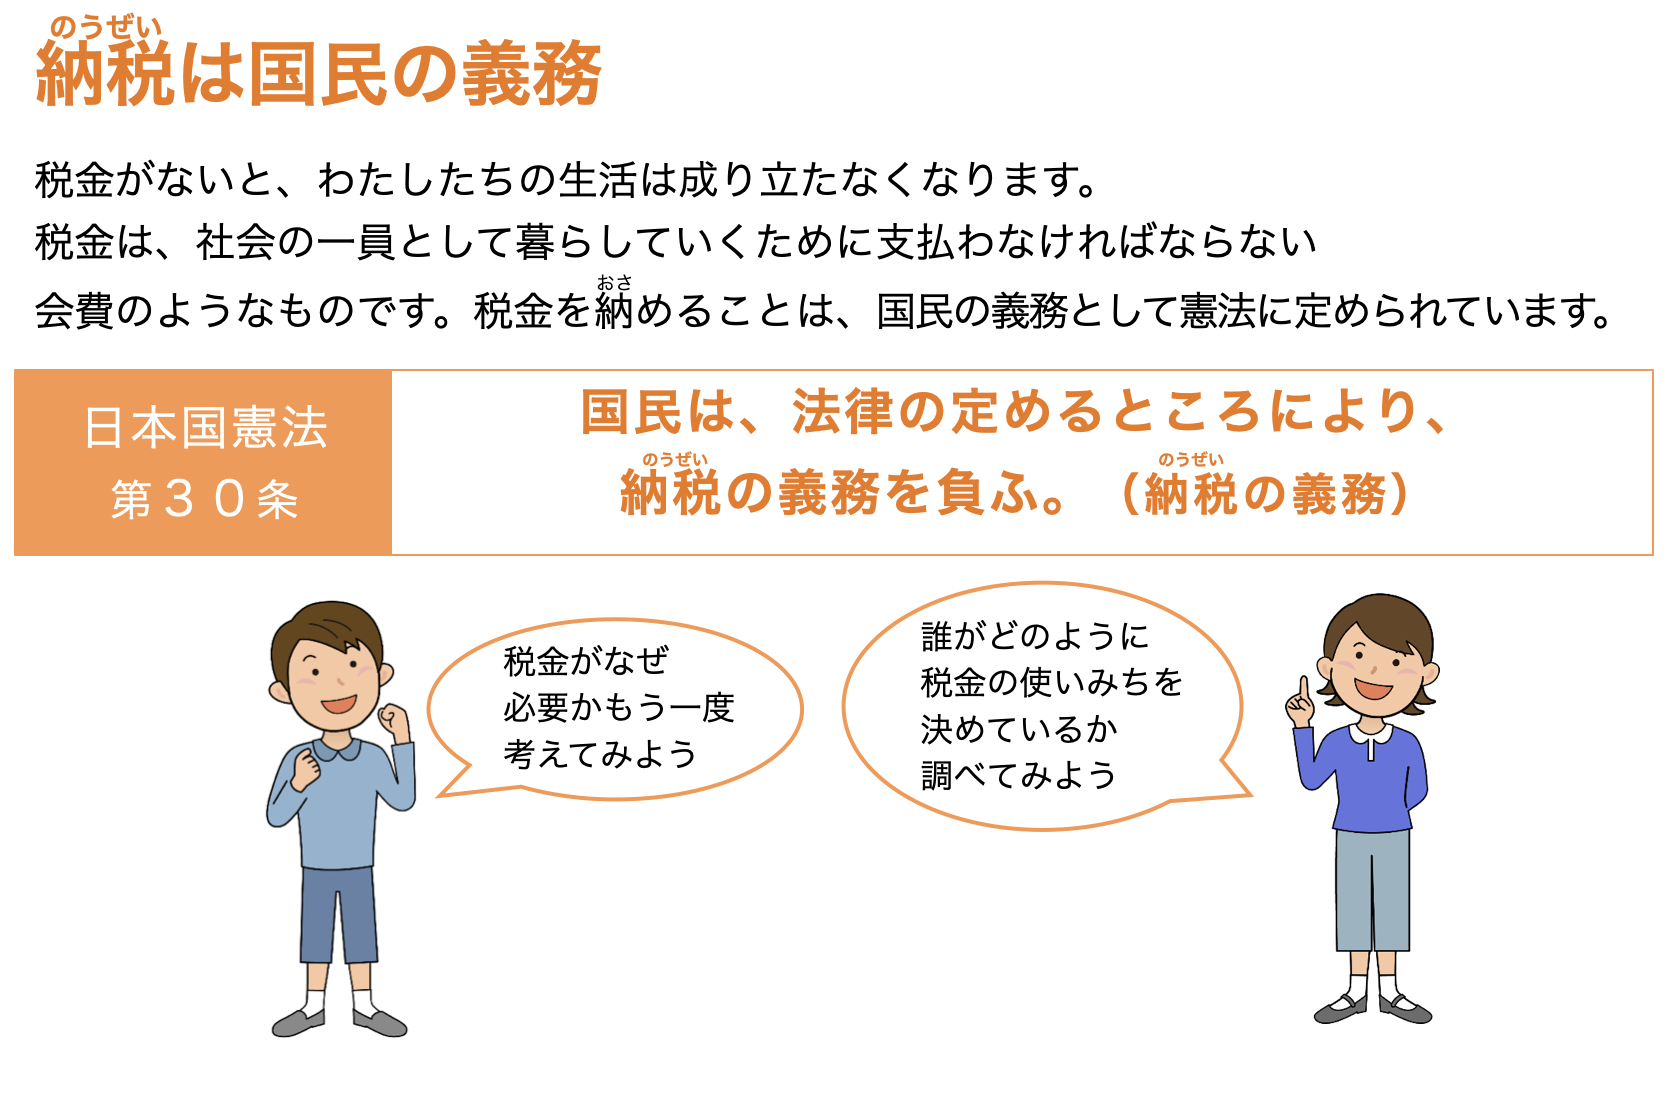 のうぜい
納税は国民の義務
税金がないと、わたしたちの生活は成り立たなくなります。
税金は、社会の一員として暮らしていくために支払わなければならない
おさ
会費のようなものです。税金を納めることは、国民の義務として憲法に定められています。
日本国憲法
第３０条
国民は、法律の定めるところにより、
のうぜい のうぜい
納税の義務を負ふ。（納税の義務）
税金がなぜ
必要かもう一度
考えてみよう
誰がどのように
税金の使いみちを
決めているか
調べてみよう